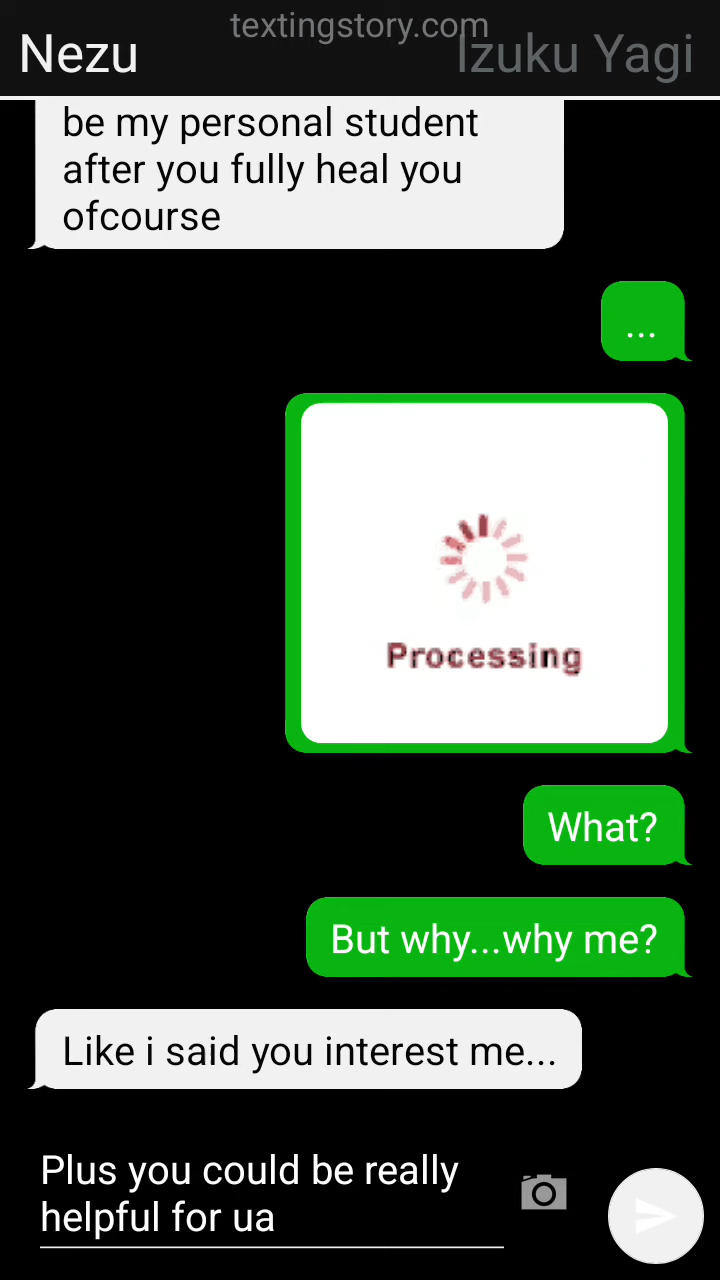 textingstory.com
Nezu
Izuku Yagi
be my personal student
after you fully heal you
ofcourse
...
Processing
What?
But why...why me?
Like i said you interest me...
Plus you could be really
helpful for ua